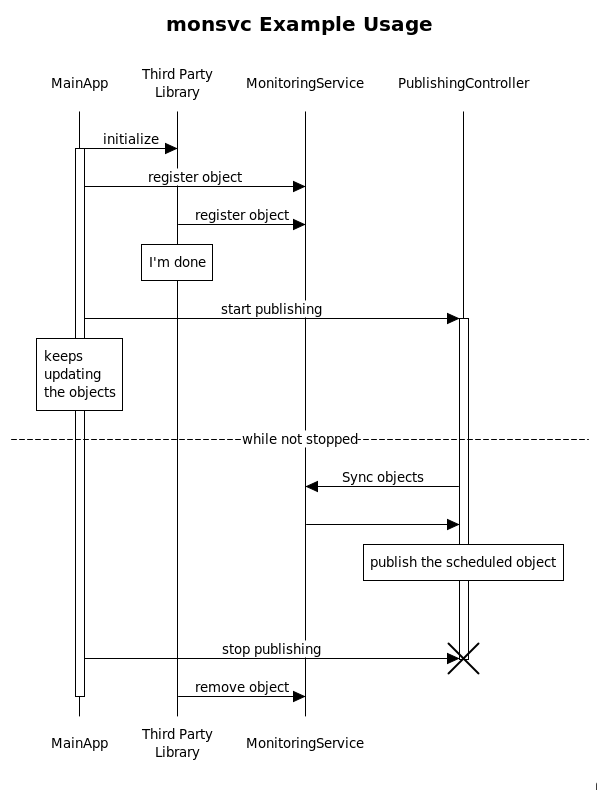 monsvc Example Usage
MainApp
Third Party
Library
MonitoringService
PublishingController
initialize
register object
register object
I'm done
start publishing
keeps
updating
the objects
while not stopped
Sync objects
publish the scheduled object
stop publishing
remove object
MainApp
Third Party
Library
MonitoringService